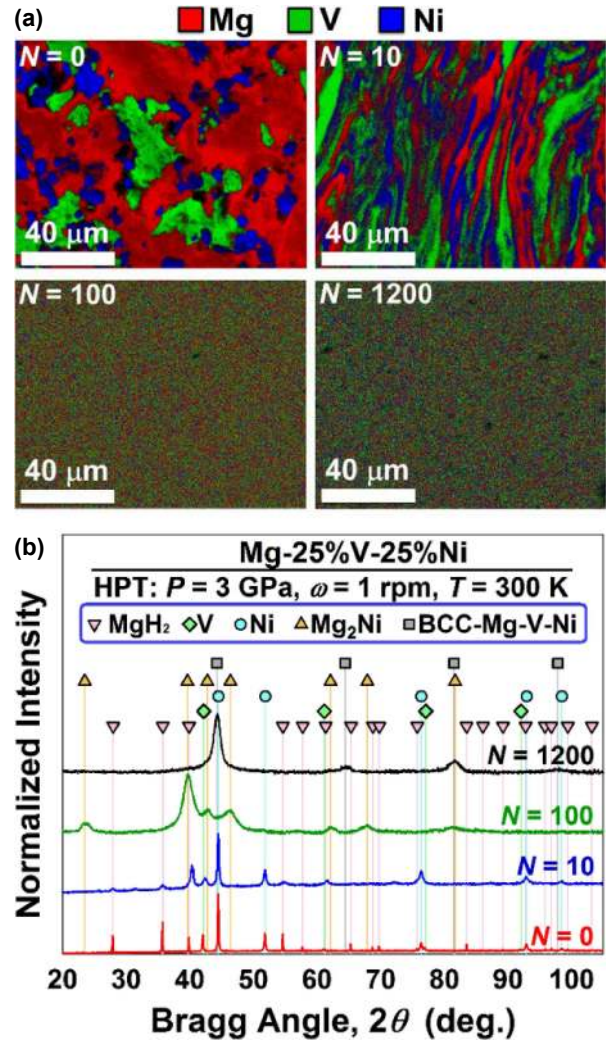 (a)
Mg V Ni
N = 0
40 μm
N = 10
40 μm
N = 100
40 μm
N = 1200
40 μm
(b)
Mg-25%V-25%Ni
HPT: P = 3 GPa, ω = 1 rpm, T = 300 K
MgH₂ V Ni Mg₂Ni BCC-Mg-V-Ni
N = 1200
N = 100
N = 10
N = 0
Normalized Intensity
20 30 40 50 60 70 80 90 100
Bragg Angle, 2θ (deg.)